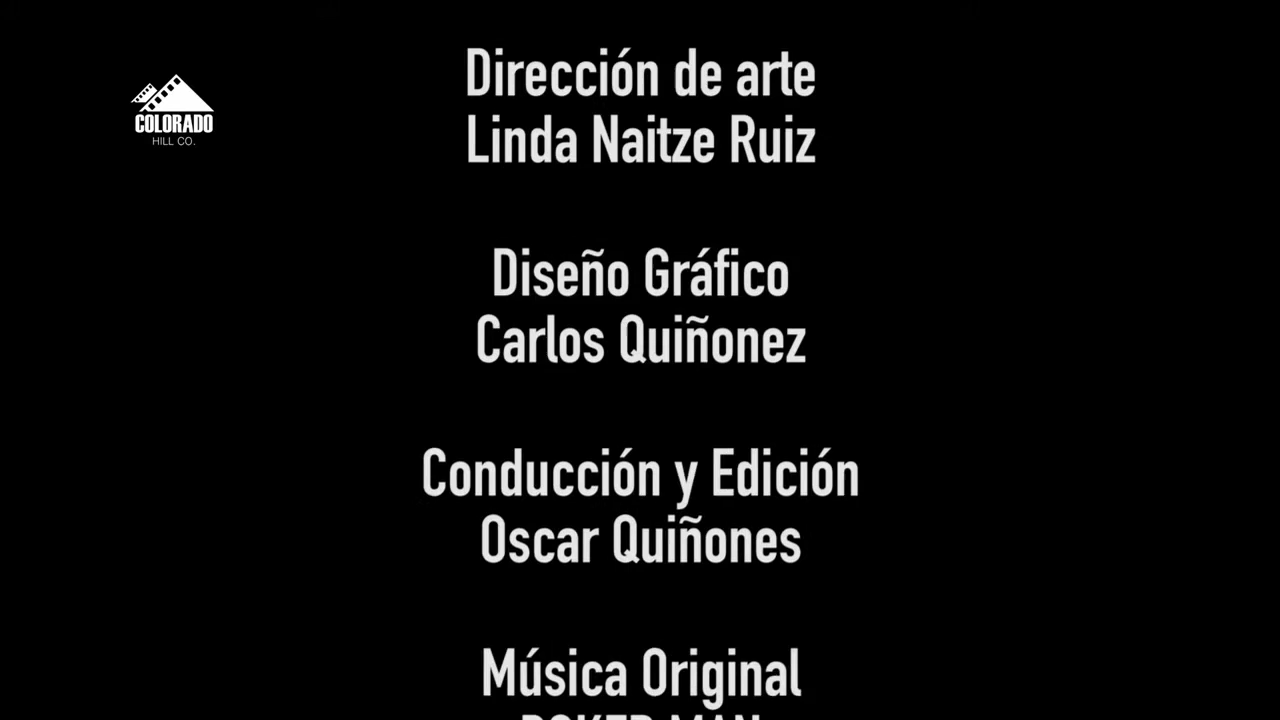 COLORADO
HILL CO.
Dirección de arte
Linda Naitze Ruiz
Diseño Gráfico
Carlos Quiñonez
Conducción y Edición
Oscar Quiñones
Música Original